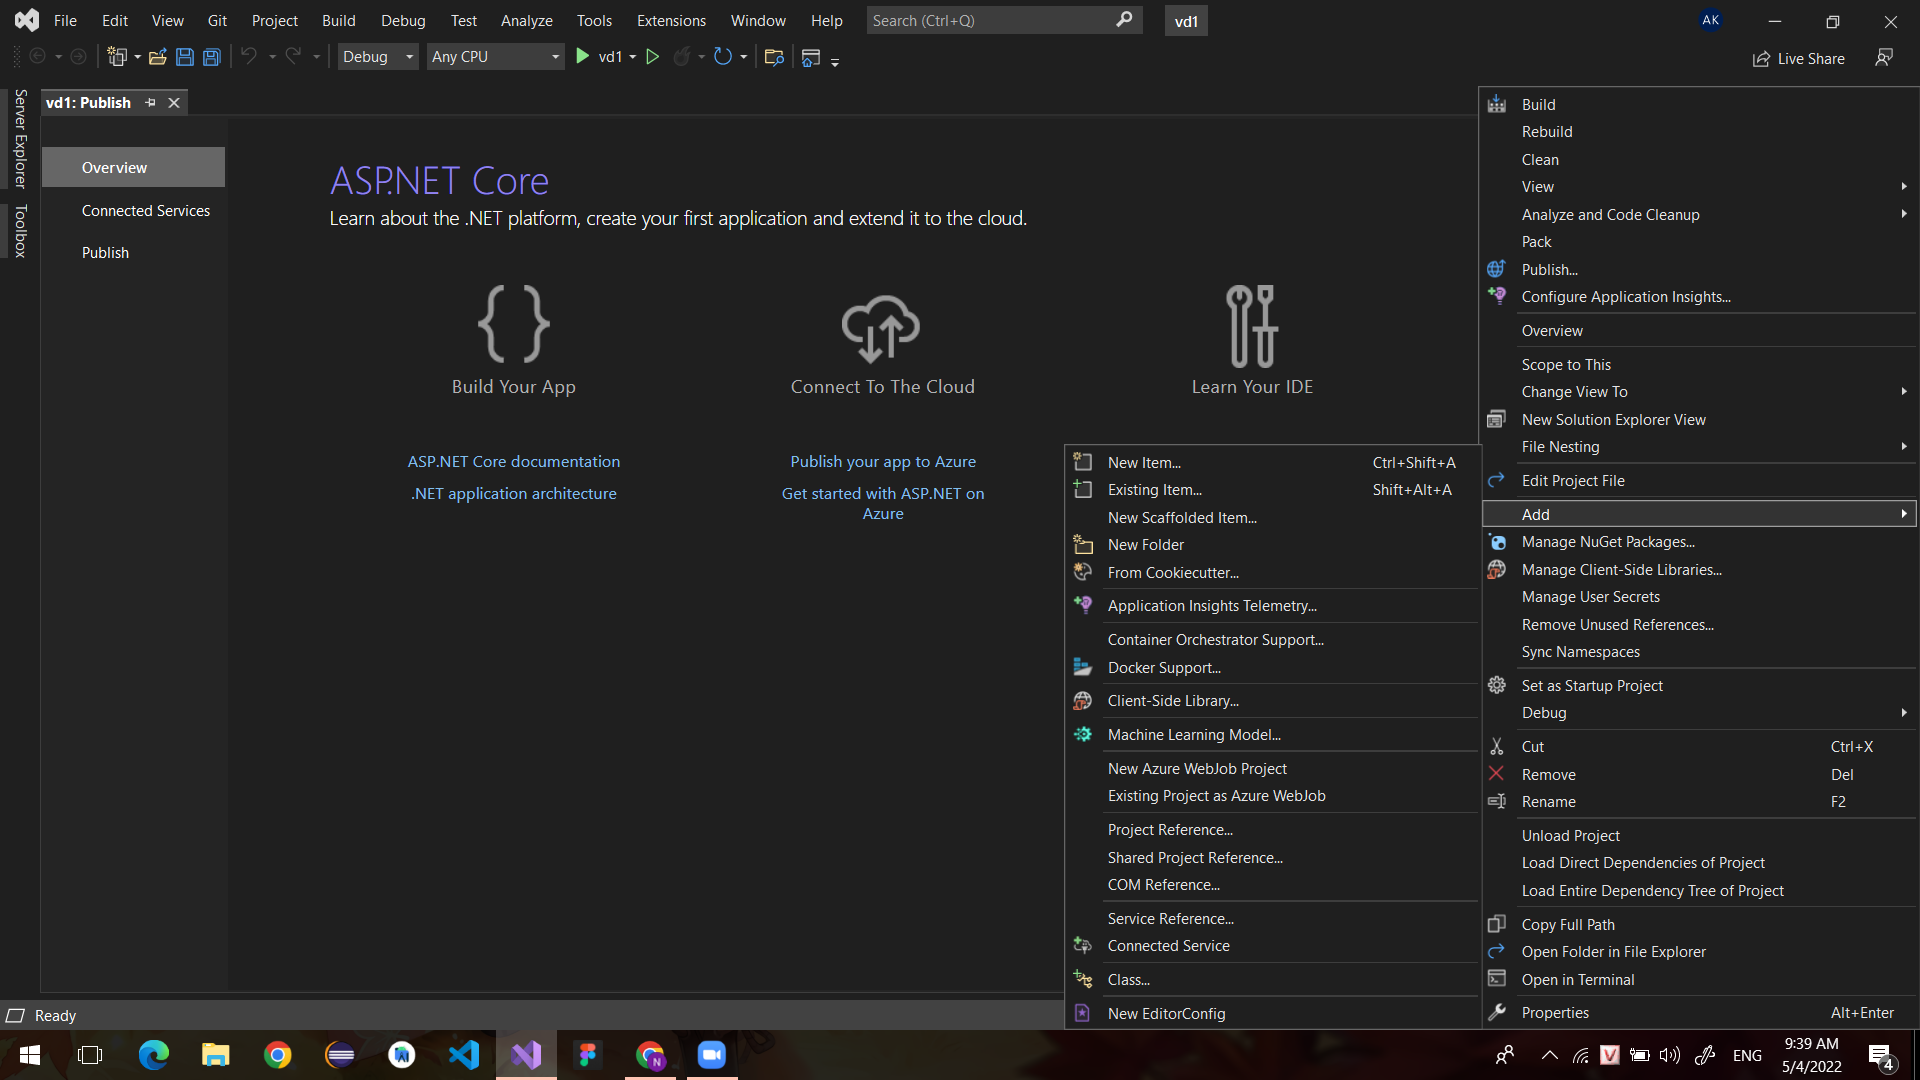 File Edit View Git Project Build Debug Test Analyze Tools Extensions Window Help Search (Ctrl+Q) vd1 AK
Debug Any CPU vd1 Live Share
Server Explorer
Toolbox
vd1: Publish
Overview
Connected Services
Publish
ASP.NET Core
Learn about the .NET platform, create your first application and extend it to the cloud.
Build Your App
ASP.NET Core documentation
.NET application architecture
Connect To The Cloud
Publish your app to Azure
Get started with ASP.NET on
Azure
Learn Your IDE
New Item... Ctrl+Shift+A
Existing Item... Shift+Alt+A
New Scaffolded Item...
New Folder
From Cookiecutter...
Application Insights Telemetry...
Container Orchestrator Support...
Docker Support...
Client-Side Library...
Machine Learning Model...
New Azure WebJob Project
Existing Project as Azure WebJob
Project Reference...
Shared Project Reference...
COM Reference...
Service Reference...
Connected Service
Class...
New EditorConfig
Build
Rebuild
Clean
View
Analyze and Code Cleanup
Pack
Publish...
Configure Application Insights...
Overview
Scope to This
Change View To
New Solution Explorer View
File Nesting
Edit Project File
Add
Manage NuGet Packages...
Manage Client-Side Libraries...
Manage User Secrets
Remove Unused References...
Sync Namespaces
Set as Startup Project
Debug
Cut Ctrl+X
Remove Del
Rename F2
Unload Project
Load Direct Dependencies of Project
Load Entire Dependency Tree of Project
Copy Full Path
Open Folder in File Explorer
Open in Terminal
Properties Alt+Enter
Ready
N
V
ENG
9:39 AM
5/4/2022
4